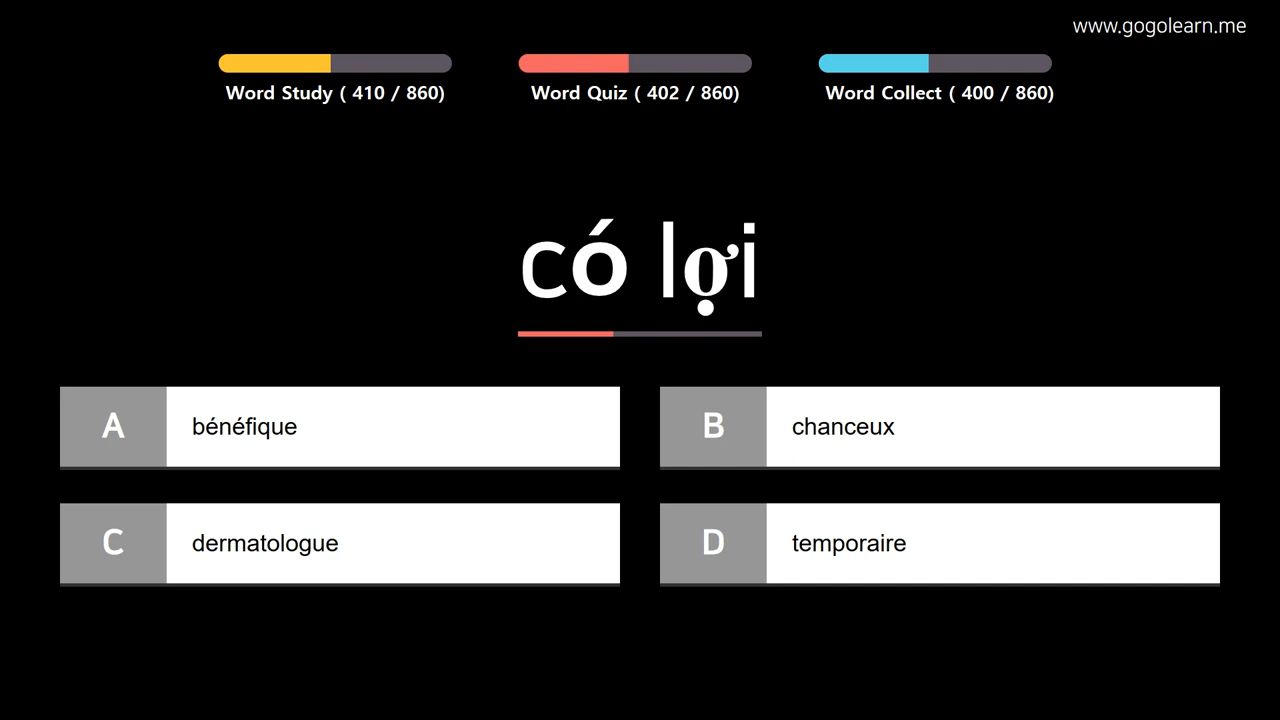 www.gogolearn.me
Word Study ( 410 / 860)
Word Quiz ( 402 / 860)
Word Collect ( 400 / 860)
có lợi
A bénéfique
B chanceux
C dermatologue
D temporaire